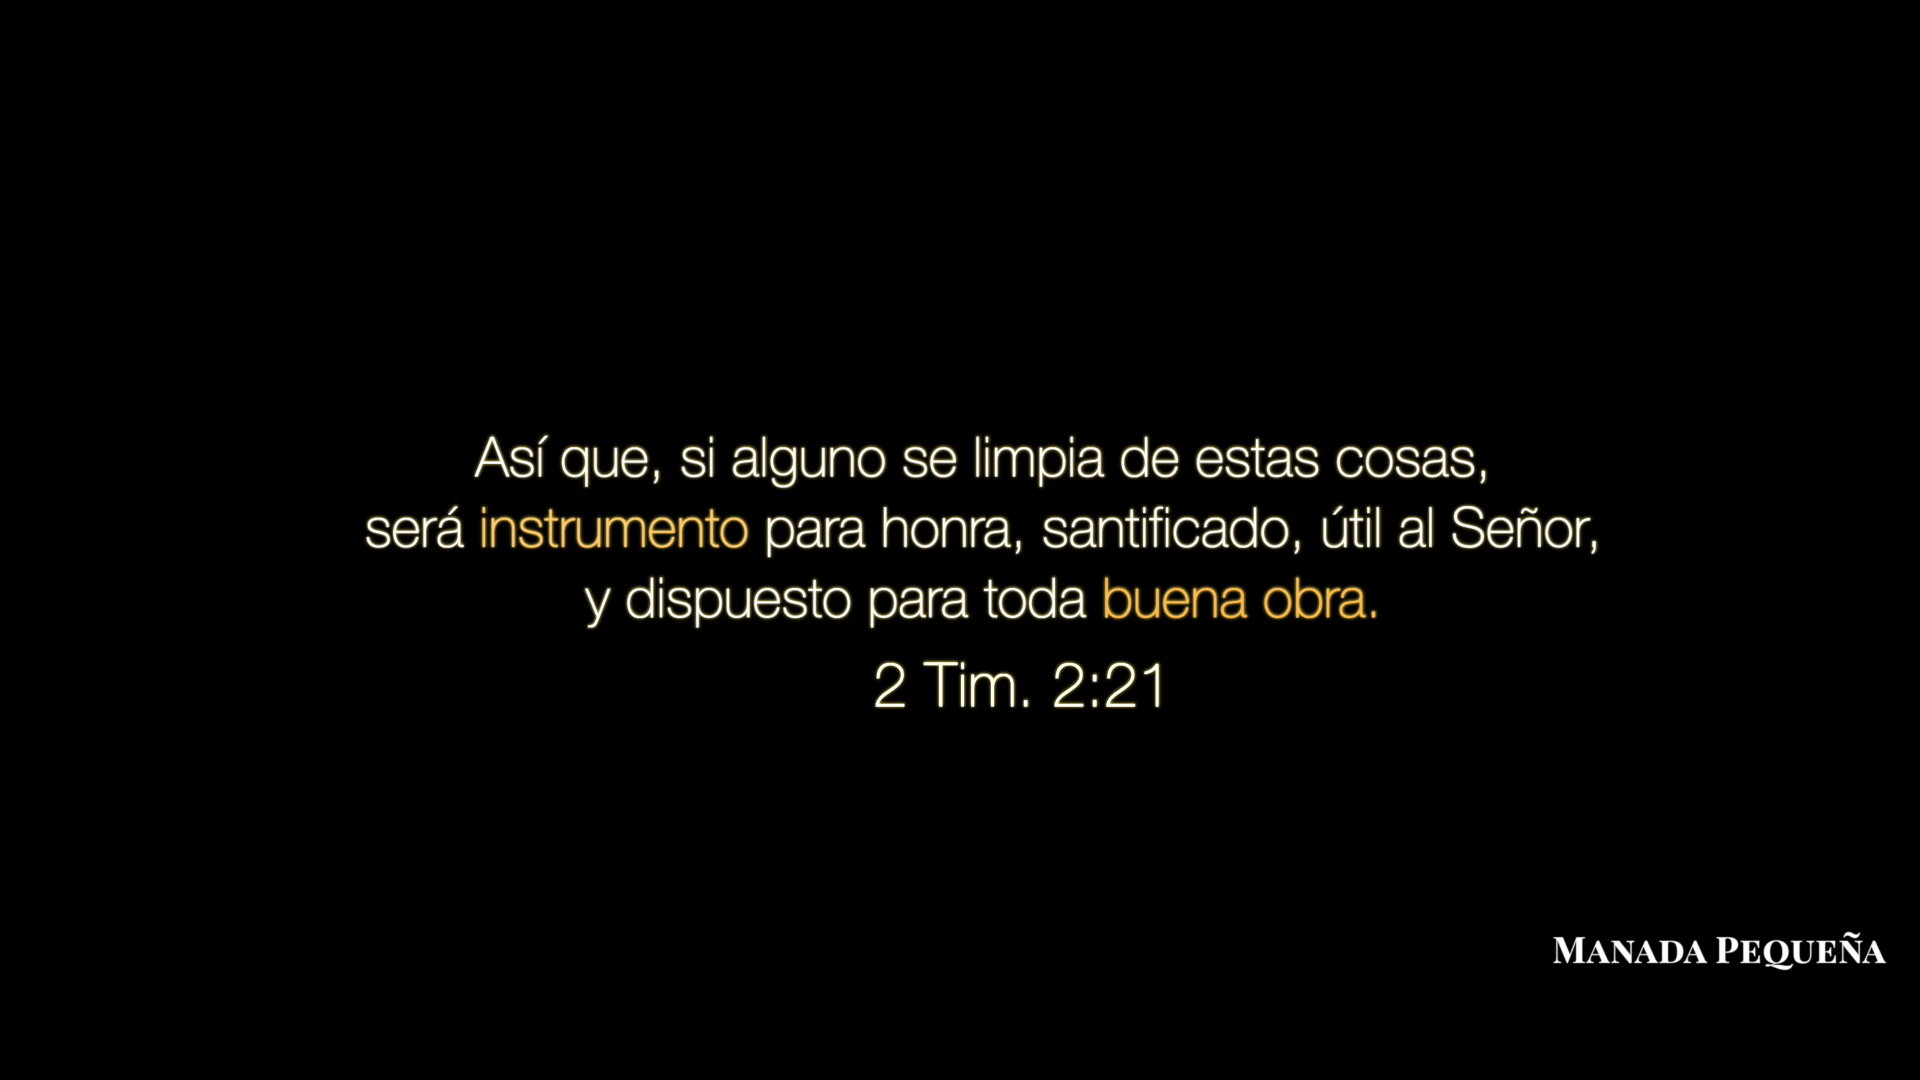 Así que, si alguno se limpia de estas cosas,
será instrumento para honra, santificado, útil al Señor,
y dispuesto para toda buena obra.
2 Tim. 2:21
MANADA PEQUEÑA